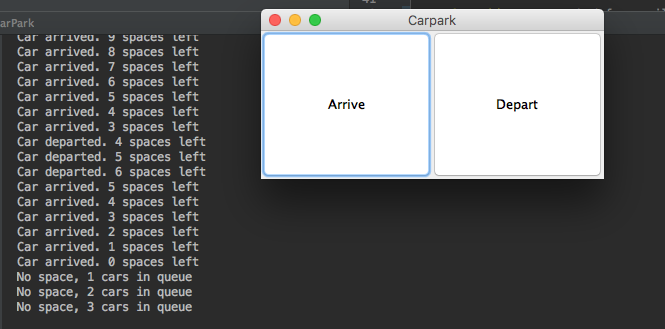 41
arPark
Carpark
Arrive
Depart
Car arrived. 9 spaces left
Car arrived. 8 spaces left
Car arrived. 7 spaces left
Car arrived. 6 spaces left
Car arrived. 5 spaces left
Car arrived. 4 spaces left
Car arrived. 3 spaces left
Car departed. 4 spaces left
Car departed. 5 spaces left
Car departed. 6 spaces left
Car arrived. 5 spaces left
Car arrived. 4 spaces left
Car arrived. 3 spaces left
Car arrived. 2 spaces left
Car arrived. 1 spaces left
Car arrived. 0 spaces left
No space, 1 cars in queue
No space, 2 cars in queue
No space, 3 cars in queue